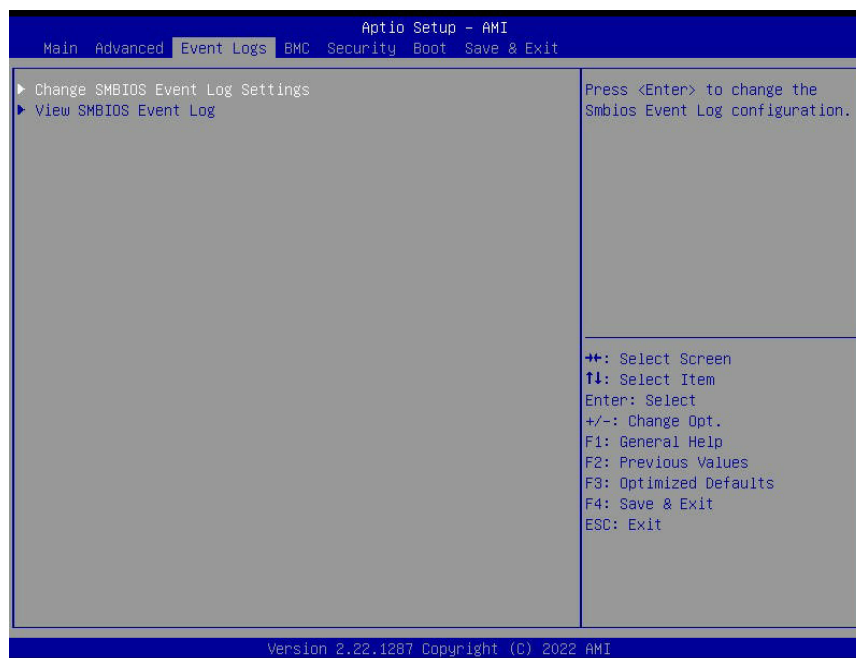 Aptio Setup – AMI
Main Advanced Event Logs BMC Security Boot Save & Exit
▶ Change SMBIOS Event Log Settings
▶ View SMBIOS Event Log
Press <Enter> to change the
Smbios Event Log configuration.
→←: Select Screen
↑↓: Select Item
Enter: Select
+/-: Change Opt.
F1: General Help
F2: Previous Values
F3: Optimized Defaults
F4: Save & Exit
ESC: Exit
Version 2.22.1287 Copyright (C) 2022 AMI